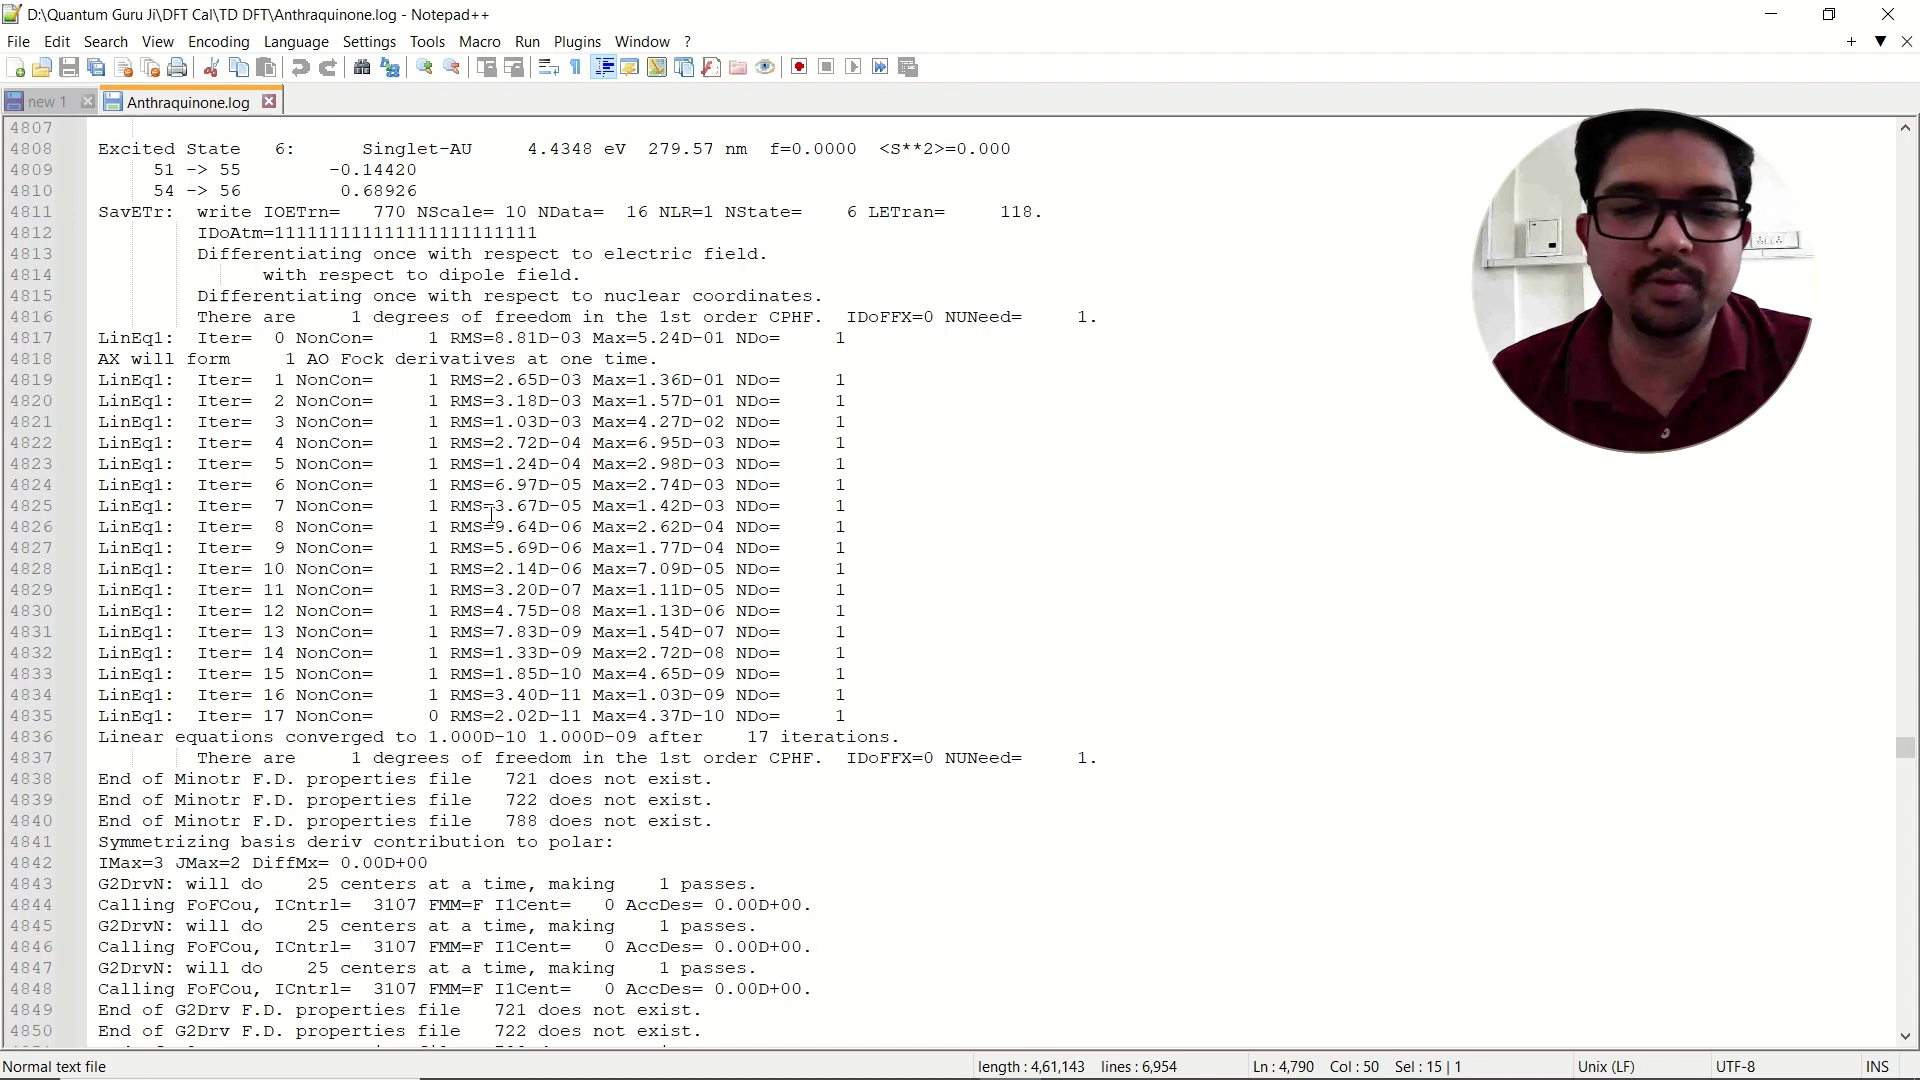 D:\Quantum Guru Ji\DFT Cal\TD DFT\Anthraquinone.log - Notepad++
File Edit Search View Encoding Language Settings Tools Macro Run Plugins Window ?
new 1 Anthraquinone.log
4807
4808 Excited State 6: Singlet-AU 4.4348 eV 279.57 nm f=0.0000 <S**2>=0.000
4809 51 -> 55 -0.14420
4810 54 -> 56 0.68926
4811 SavETr: write IOETrn= 770 NScale= 10 NData= 16 NLR=1 NState= 6 LETran= 118.
4812 IDoAtm=111111111111111111111111
4813 Differentiating once with respect to electric field.
4814 with respect to dipole field.
4815 Differentiating once with respect to nuclear coordinates.
4816 There are 1 degrees of freedom in the 1st order CPHF. IDoFFX=0 NUNeed= 1.
4817 LinEq1: Iter= 0 NonCon= 1 RMS=8.81D-03 Max=5.24D-01 NDo= 1
4818 AX will form 1 AO Fock derivatives at one time.
4819 LinEq1: Iter= 1 NonCon= 1 RMS=2.65D-03 Max=1.36D-01 NDo= 1
4820 LinEq1: Iter= 2 NonCon= 1 RMS=3.18D-03 Max=1.57D-01 NDo= 1
4821 LinEq1: Iter= 3 NonCon= 1 RMS=1.03D-03 Max=4.27D-02 NDo= 1
4822 LinEq1: Iter= 4 NonCon= 1 RMS=2.72D-04 Max=6.95D-03 NDo= 1
4823 LinEq1: Iter= 5 NonCon= 1 RMS=1.24D-04 Max=2.98D-03 NDo= 1
4824 LinEq1: Iter= 6 NonCon= 1 RMS=6.97D-05 Max=2.74D-03 NDo= 1
4825 LinEq1: Iter= 7 NonCon= 1 RMS=3.67D-05 Max=1.42D-03 NDo= 1
4826 LinEq1: Iter= 8 NonCon= 1 RMS=9.64D-06 Max=2.62D-04 NDo= 1
4827 LinEq1: Iter= 9 NonCon= 1 RMS=5.69D-06 Max=1.77D-04 NDo= 1
4828 LinEq1: Iter= 10 NonCon= 1 RMS=2.14D-06 Max=7.09D-05 NDo= 1
4829 LinEq1: Iter= 11 NonCon= 1 RMS=3.20D-07 Max=1.11D-05 NDo= 1
4830 LinEq1: Iter= 12 NonCon= 1 RMS=4.75D-08 Max=1.13D-06 NDo= 1
4831 LinEq1: Iter= 13 NonCon= 1 RMS=7.83D-09 Max=1.54D-07 NDo= 1
4832 LinEq1: Iter= 14 NonCon= 1 RMS=1.33D-09 Max=2.72D-08 NDo= 1
4833 LinEq1: Iter= 15 NonCon= 1 RMS=1.85D-10 Max=4.65D-09 NDo= 1
4834 LinEq1: Iter= 16 NonCon= 1 RMS=3.40D-11 Max=1.03D-09 NDo= 1
4835 LinEq1: Iter= 17 NonCon= 0 RMS=2.02D-11 Max=4.37D-10 NDo= 1
4836 Linear equations converged to 1.000D-10 1.000D-09 after 17 iterations.
4837 There are 1 degrees of freedom in the 1st order CPHF. IDoFFX=0 NUNeed= 1.
4838 End of Minotr F.D. properties file 721 does not exist.
4839 End of Minotr F.D. properties file 722 does not exist.
4840 End of Minotr F.D. properties file 788 does not exist.
4841 Symmetrizing basis deriv contribution to polar:
4842 IMax=3 JMax=2 DiffMx= 0.00D+00
4843 G2DrvN: will do 25 centers at a time, making 1 passes.
4844 Calling FoFCou, ICntrl= 3107 FMM=F I1Cent= 0 AccDes= 0.00D+00.
4845 G2DrvN: will do 25 centers at a time, making 1 passes.
4846 Calling FoFCou, ICntrl= 3107 FMM=F I1Cent= 0 AccDes= 0.00D+00.
4847 G2DrvN: will do 25 centers at a time, making 1 passes.
4848 Calling FoFCou, ICntrl= 3107 FMM=F I1Cent= 0 AccDes= 0.00D+00.
4849 End of G2Drv F.D. properties file 721 does not exist.
4850 End of G2Drv F.D. properties file 722 does not exist.
Normal text file length : 4,61,143 lines : 6,954 Ln : 4,790 Col : 50 Sel : 15 | 1 Unix (LF) UTF-8 INS